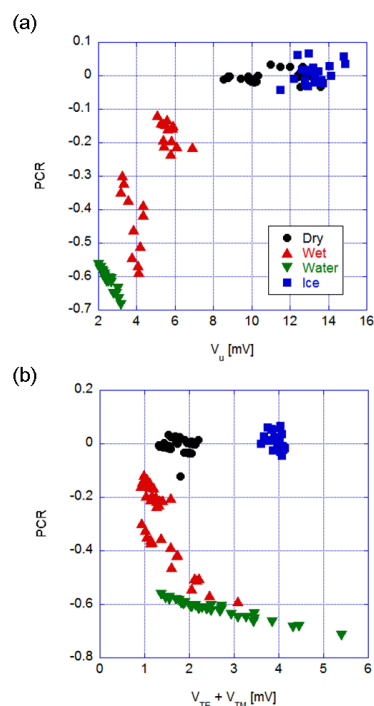 (a)
0.1
0
-0.1
-0.2
-0.3
-0.4
-0.5
-0.6
-0.7
PCR
Dry
Wet
Water
Ice
2 4 6 8 10 12 14 16
Vu [mV]
(b)
0.2
0
-0.2
-0.4
-0.6
-0.8
PCR
0 1 2 3 4 5 6
VTE + VTM [mV]